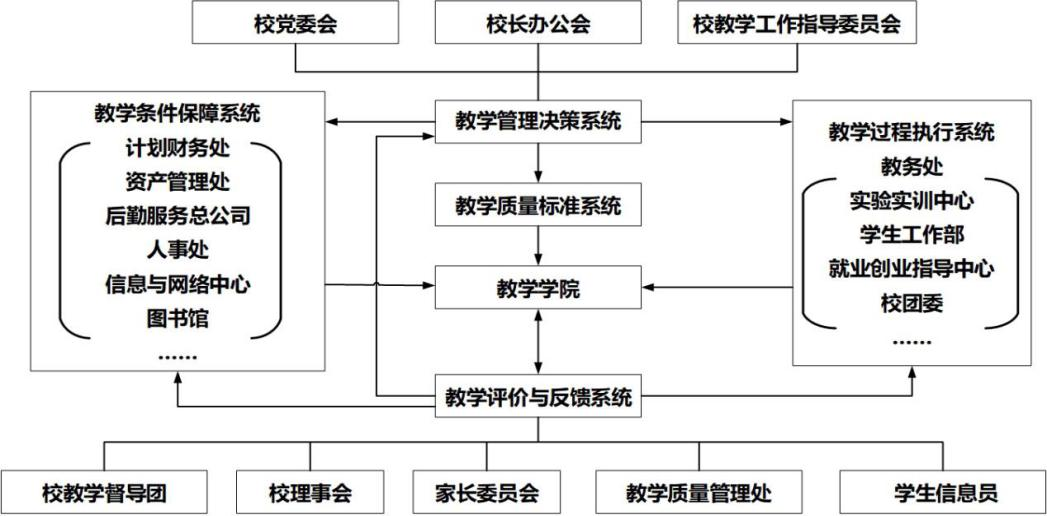 校党委会
校长办公会
校教学工作指导委员会
教学条件保障系统
计划财务处
资产管理处
后勤服务总公司
人事处
信息与网络中心
图书馆
······
教学管理决策系统
教学质量标准系统
教学学院
教学评价与反馈系统
教学过程执行系统
教务处
实验实训中心
学生工作部
就业创业指导中心
校团委
······
校教学督导团
校理事会
家长委员会
教学质量管理处
学生信息员